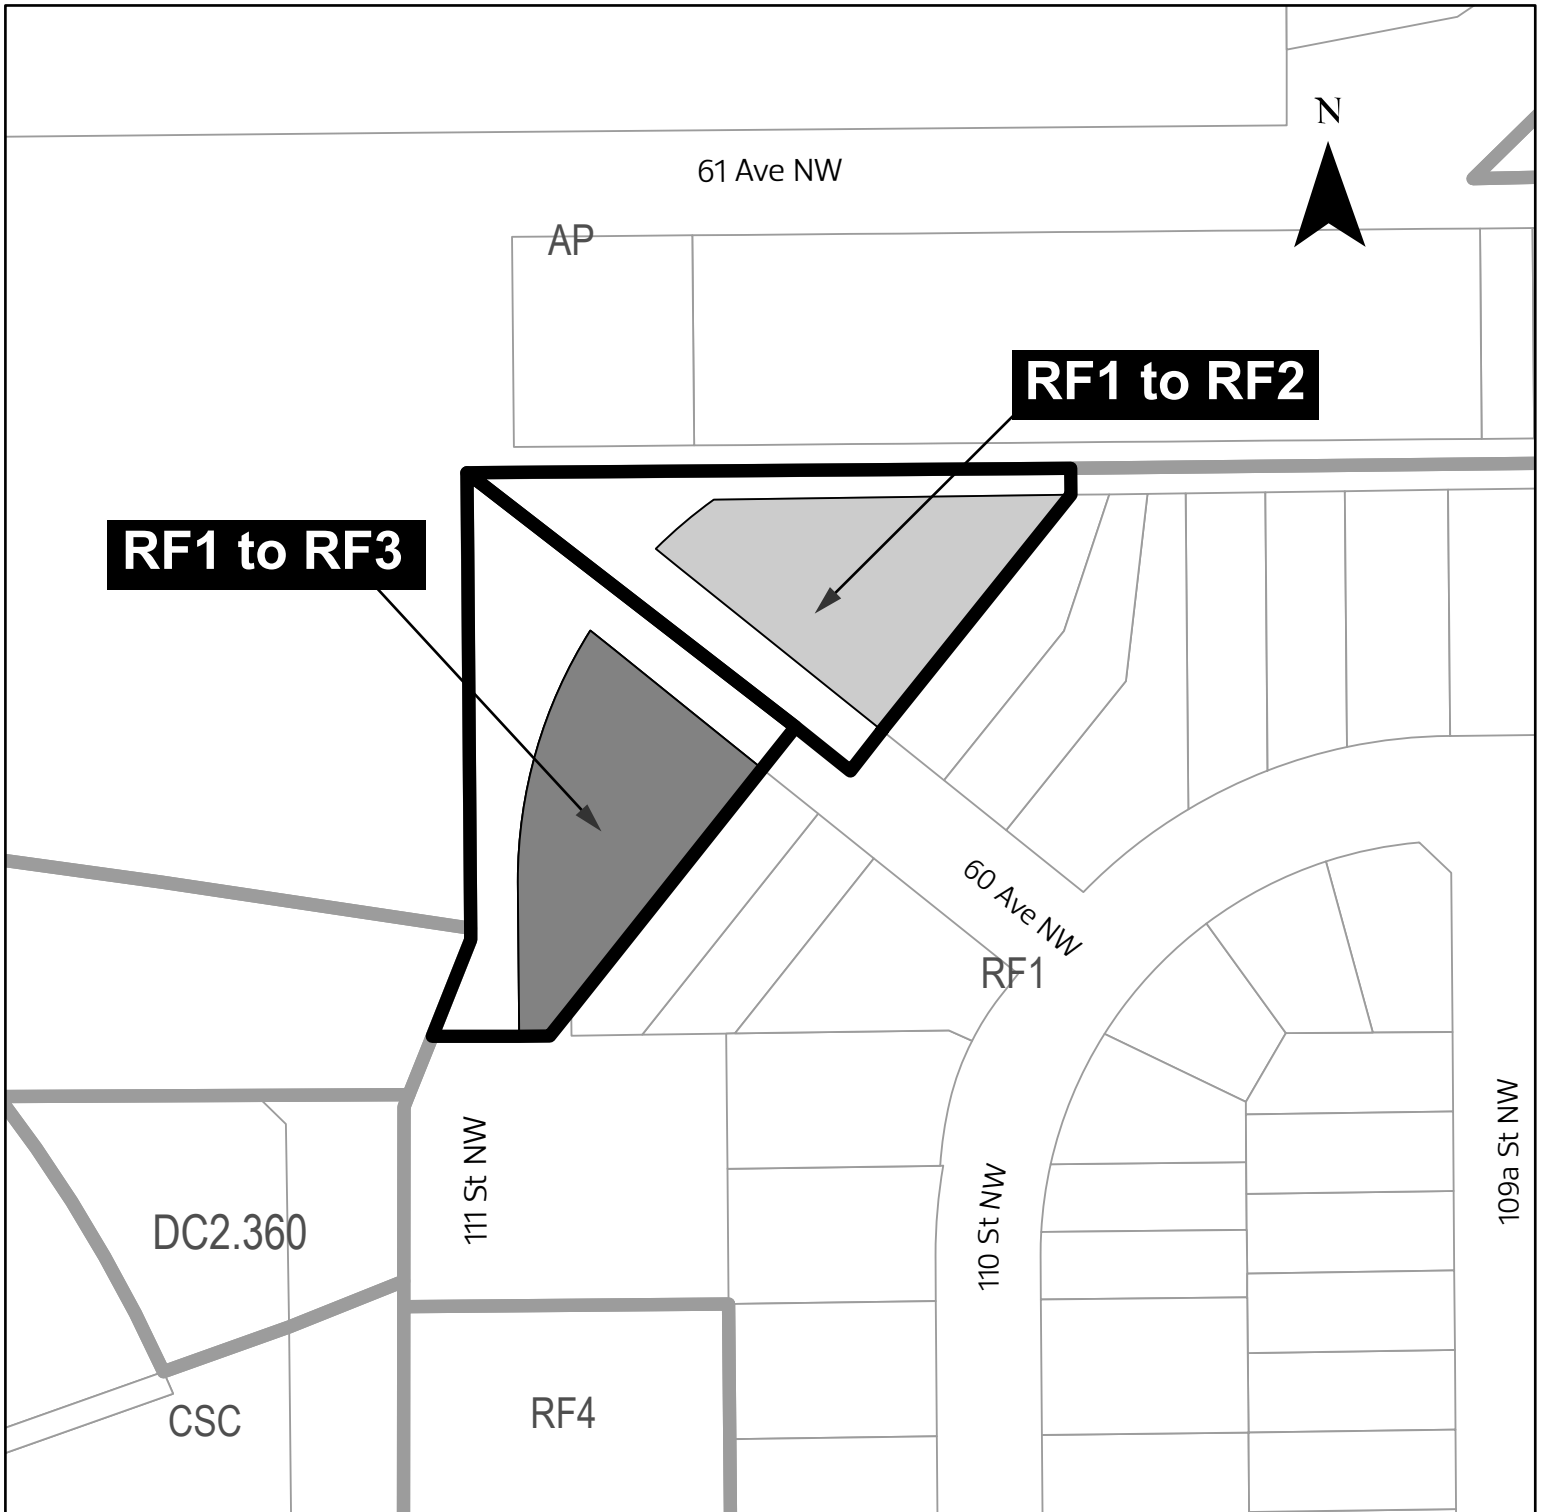 N
61 Ave NW
AP
RF1 to RF2
RF1 to RF3
60 Ave NW
RF1
111 St NW
110 St NW
109a St NW
DC2.360
CSC
RF4